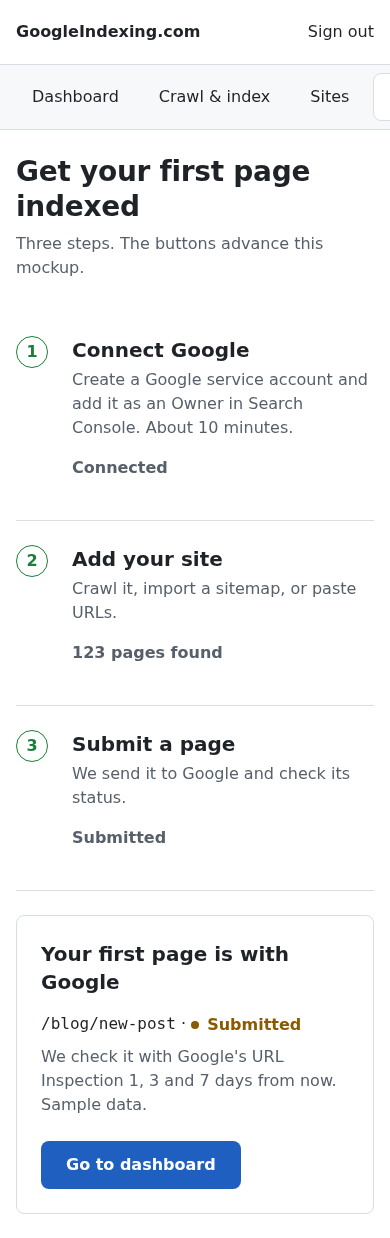 GoogleIndexing.com
Sign out
Dashboard
Crawl & index
Sites
Get your first page
indexed
Three steps. The buttons advance this
mockup.
1
Connect Google
Create a Google service account and
add it as an Owner in Search
Console. About 10 minutes.
Connected
2
Add your site
Crawl it, import a sitemap, or paste
URLs.
123 pages found
3
Submit a page
We send it to Google and check its
status.
Submitted
Your first page is with
Google
/blog/new-post · Submitted
We check it with Google's URL
Inspection 1, 3 and 7 days from now.
Sample data.
Go to dashboard